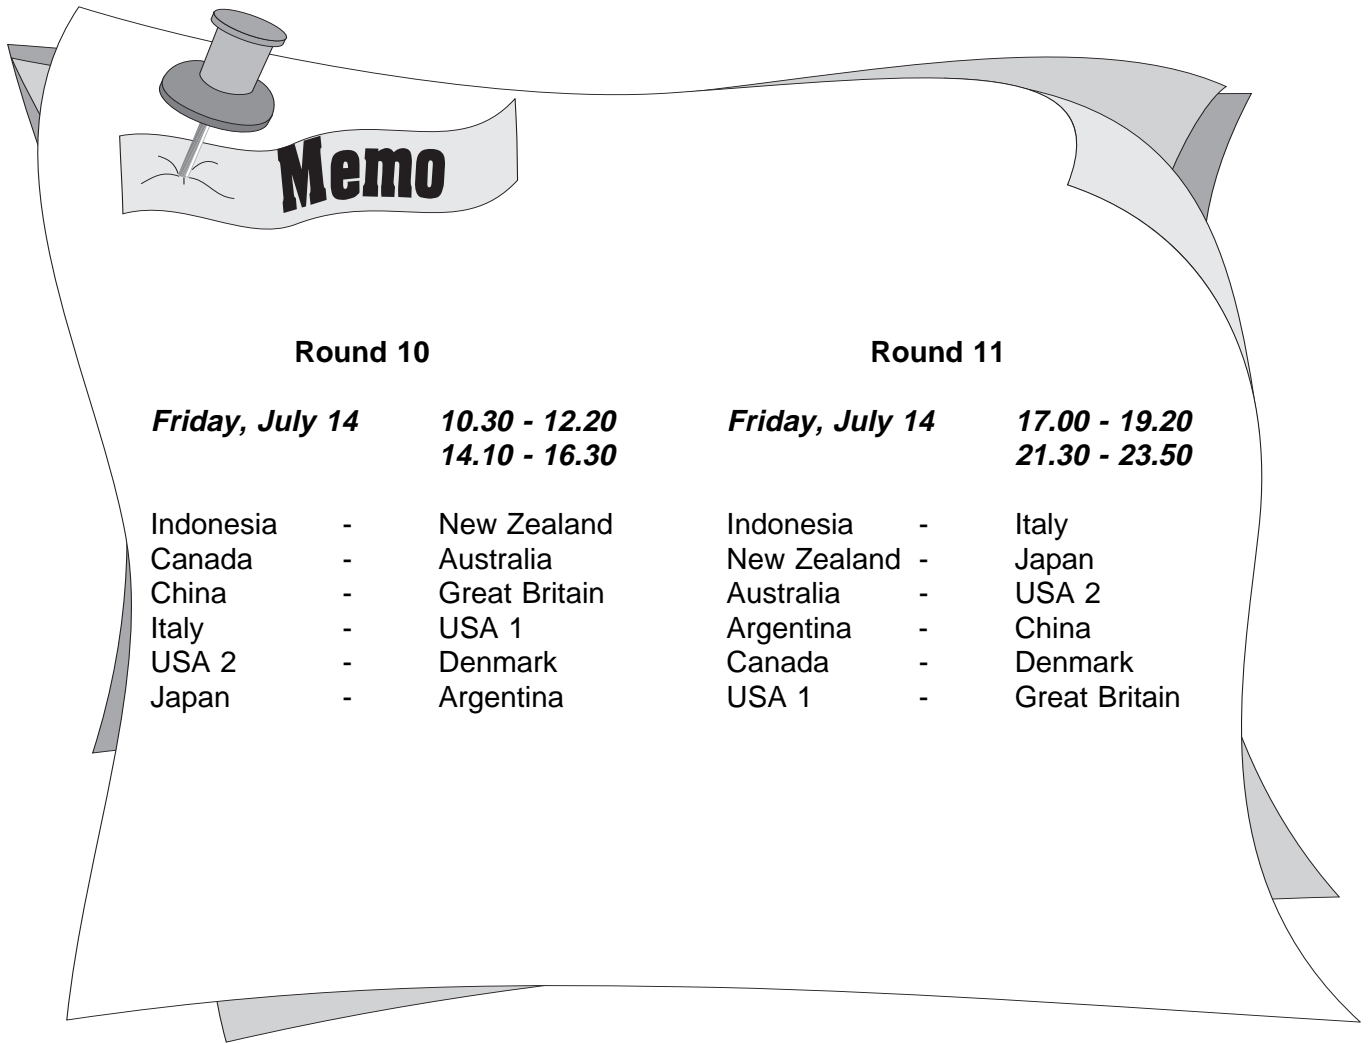 Memo
Round 10
Friday, July 14 10.30 - 12.20
14.10 - 16.30
Indonesia - New Zealand
Canada - Australia
China - Great Britain
Italy - USA 1
USA 2 - Denmark
Japan - Argentina
Round 11
Friday, July 14 17.00 - 19.20
21.30 - 23.50
Indonesia - Italy
New Zealand - Japan
Australia - USA 2
Argentina - China
Canada - Denmark
USA 1 - Great Britain